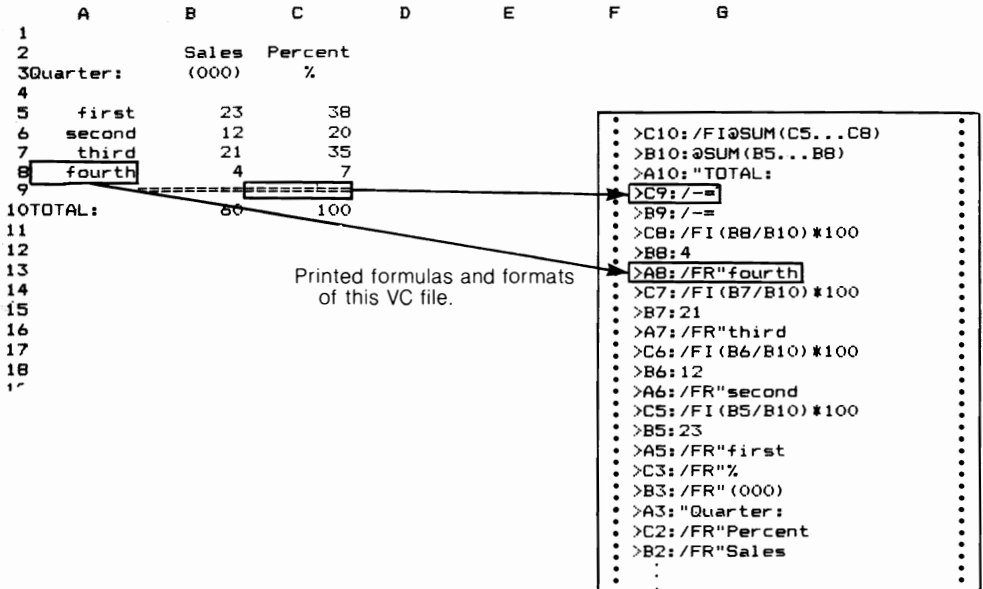 A B C D E F G
1
2 Sales Percent
3Quarter: (000) %
4
5 first 23 38
6 second 12 20
7 third 21 35
8 fourth 4 7
9 ====================
10TOTAL: 60 100
11
12
13
14
15
16
17
18
Printed formulas and formats
of this VC file.
>C10:/FI@SUM(C5...C8)
>B10:@SUM(B5...B8)
>A10:"TOTAL:
>C9:/-=
>B9:/-=
>C8:/FI(B8/B10)*100
>B8:4
>A8:/FR"fourth
>C7:/FI(B7/B10)*100
>B7:21
>A7:/FR"third
>C6:/FI(B6/B10)*100
>B6:12
>A6:/FR"second
>C5:/FI(B5/B10)*100
>B5:23
>A5:/FR"first
>C3:/FR"%
>B3:/FR"(000)
>A3:"Quarter:
>C2:/FR"Percent
>B2:/FR"Sales